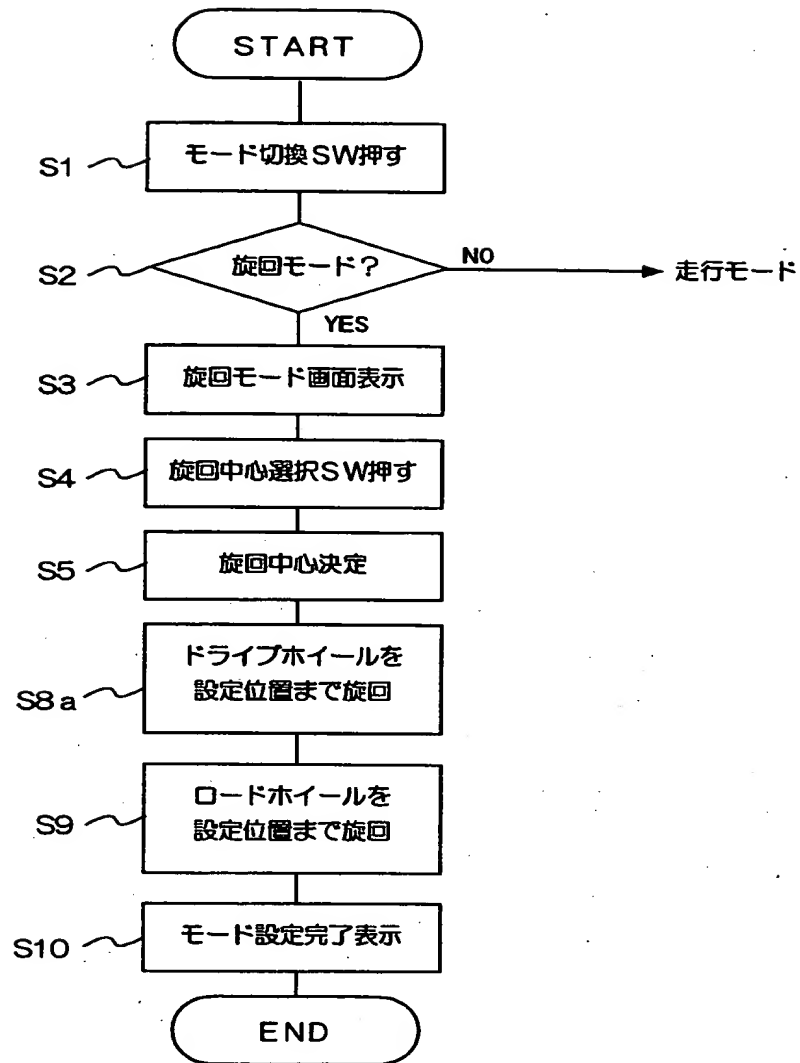 START
S1
モード切換SW押す
S2
旋回モード?
NO
走行モード
YES
S3
旋回モード画面表示
S4
旋回中心選択SW押す
S5
旋回中心決定
S8a
ドライブホイールを
設定位置まで旋回
S9
ロードホイールを
設定位置まで旋回
S10
モード設定完了表示
END